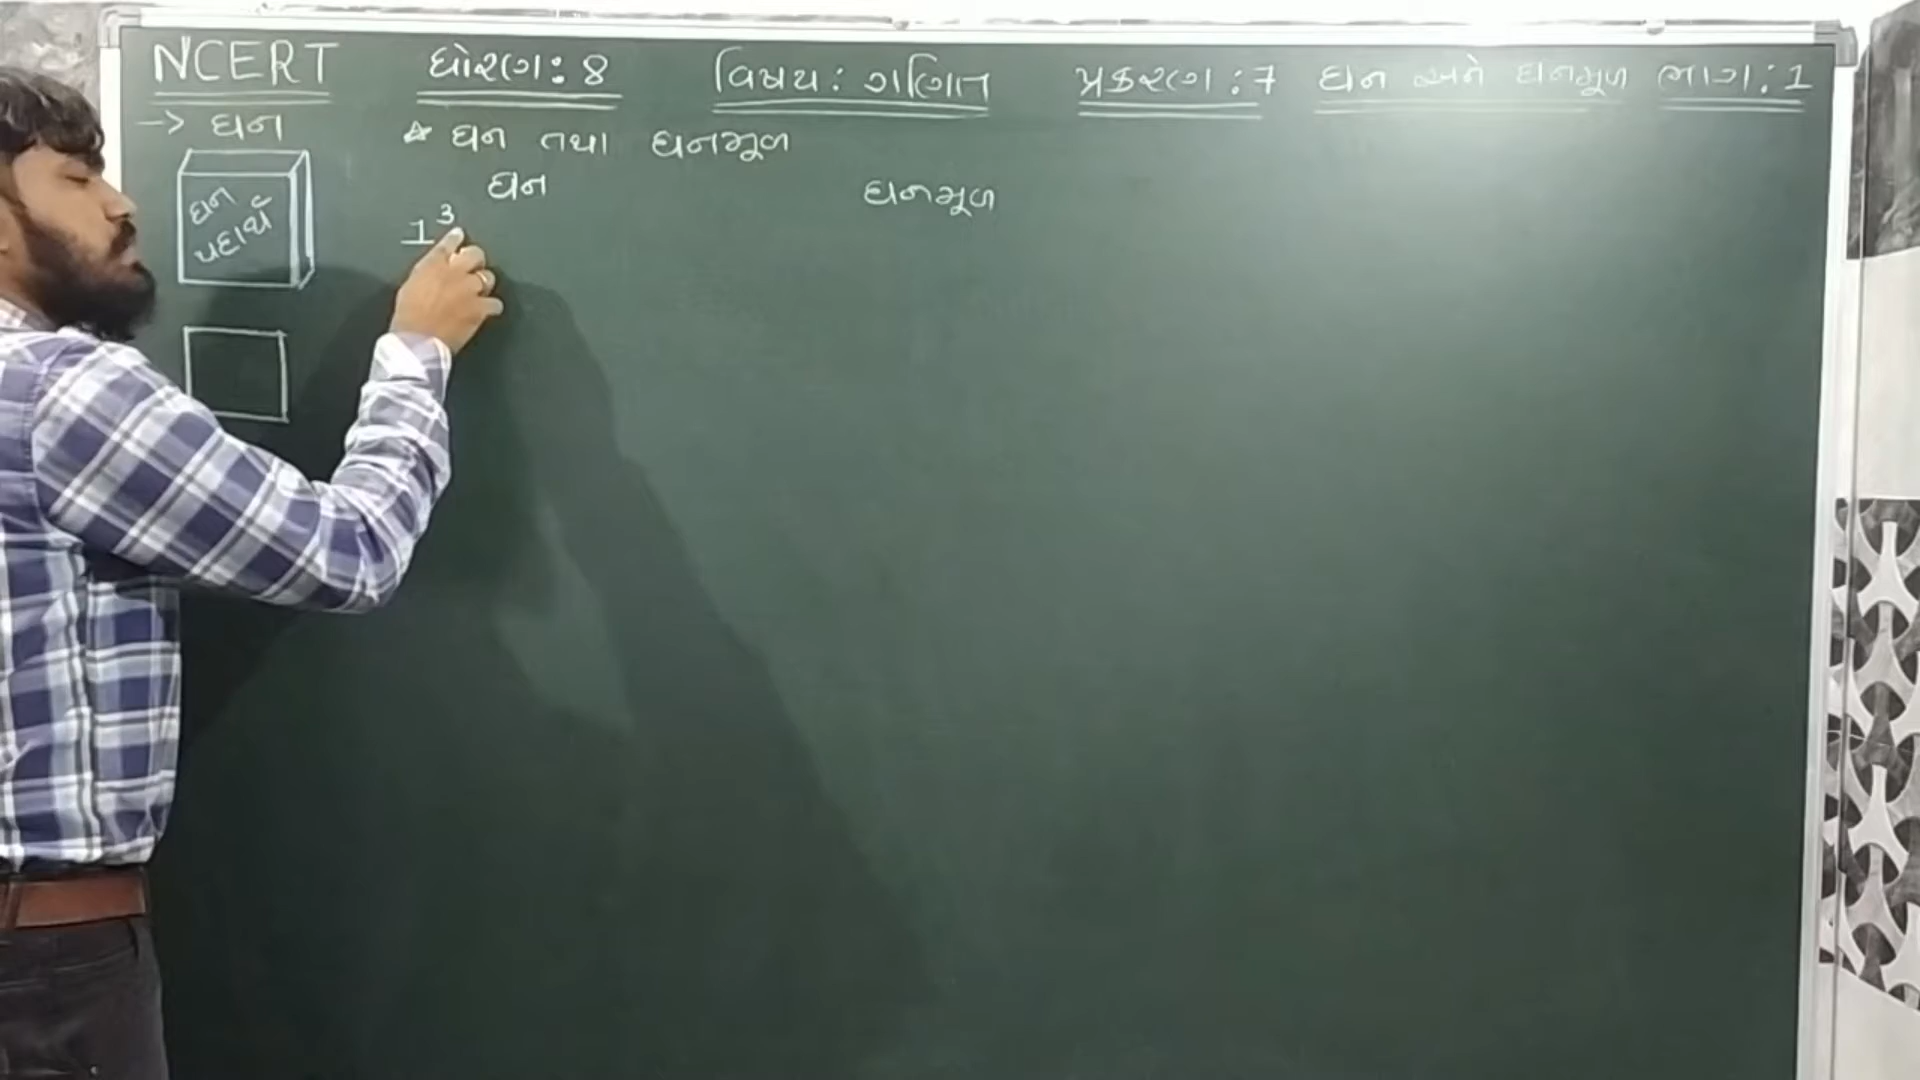 NCERT ધોરણ: 8 વિષય: ગણિત પ્રકરણ: 7 ઘન અને ઘનમૂળ ભાગ: 1
→ ઘન
ઘન
પદાર્થ
☆ ઘન તથા ઘનમૂળ
ઘન ઘનમૂળ
1³